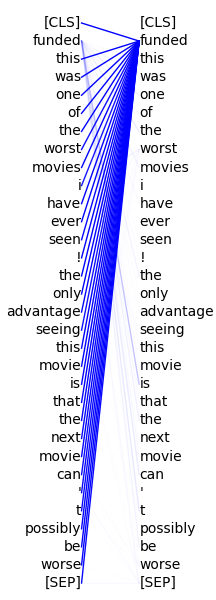 [CLS] [CLS]
funded funded
this this
was was
one one
of of
the the
worst worst
movies movies
i i
have have
ever ever
seen seen
! !
the the
only only
advantage advantage
seeing seeing
this this
movie movie
is is
that that
the the
next next
movie movie
can can
' '
t t
possibly possibly
be be
worse worse
[SEP] [SEP]